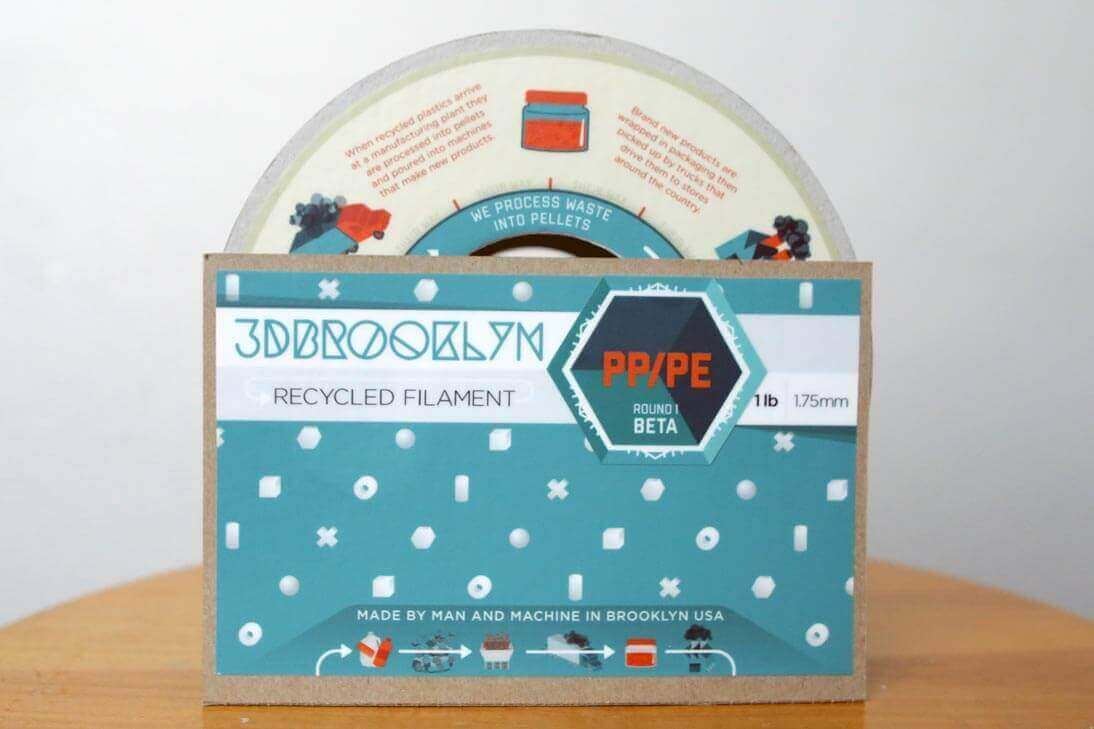 When recycled plastics arrive
at a manufacturing plant they
are processed into pellets
and poured into machines
that make new products.
Brand new products are
wrapped in packaging then
picked up by trucks that
drive them to stores
around the country.
WE PROCESS WASTE
INTO PELLETS
3DBROOKLYN
RECYCLED FILAMENT
PP/PE
ROUND 1
BETA
1 lb
1.75mm
MADE BY MAN AND MACHINE IN BROOKLYN USA